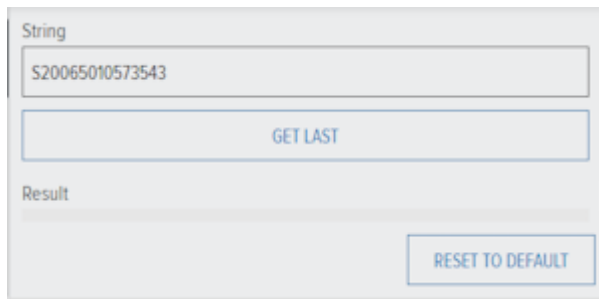 String
S20065010573543
GET LAST
Result
RESET TO DEFAULT